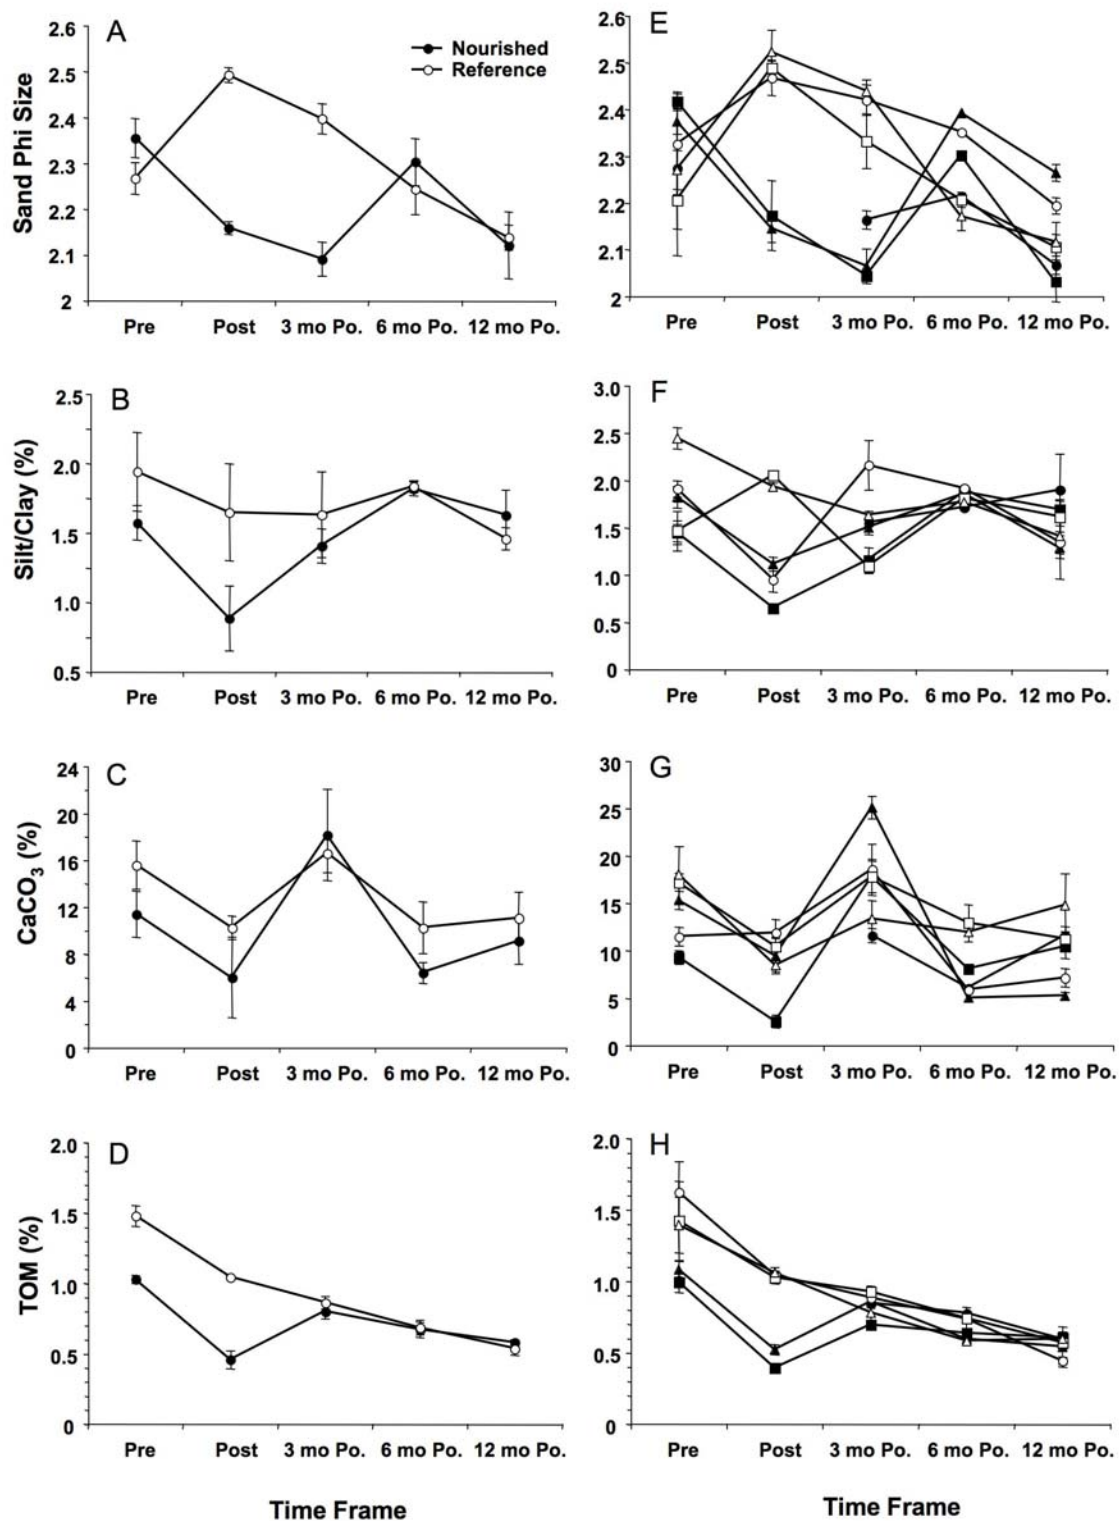 A
Nourished
Reference
Sand Phi Size
2.6
2.5
2.4
2.3
2.2
2.1
2
Pre Post 3 mo Po. 6 mo Po. 12 mo Po.
E
2.6
2.5
2.4
2.3
2.2
2.1
2
Pre Post 3 mo Po. 6 mo Po. 12 mo Po.
B
Silt/Clay (%)
2.5
2.0
1.5
1.0
0.5
Pre Post 3 mo Po. 6 mo Po. 12 mo Po.
F
3.0
2.5
2.0
1.5
1.0
0.5
0
Pre Post 3 mo Po. 6 mo Po. 12 mo Po.
C
CaCO3 (%)
24
20
16
12
8
4
0
Pre Post 3 mo Po. 6 mo Po. 12 mo Po.
G
30
25
20
15
10
5
0
Pre Post 3 mo Po. 6 mo Po. 12 mo Po.
D
TOM (%)
2.0
1.5
1.0
0.5
0
Pre Post 3 mo Po. 6 mo Po. 12 mo Po.
Time Frame
H
2.0
1.5
1.0
0.5
0
Pre Post 3 mo Po. 6 mo Po. 12 mo Po.
Time Frame